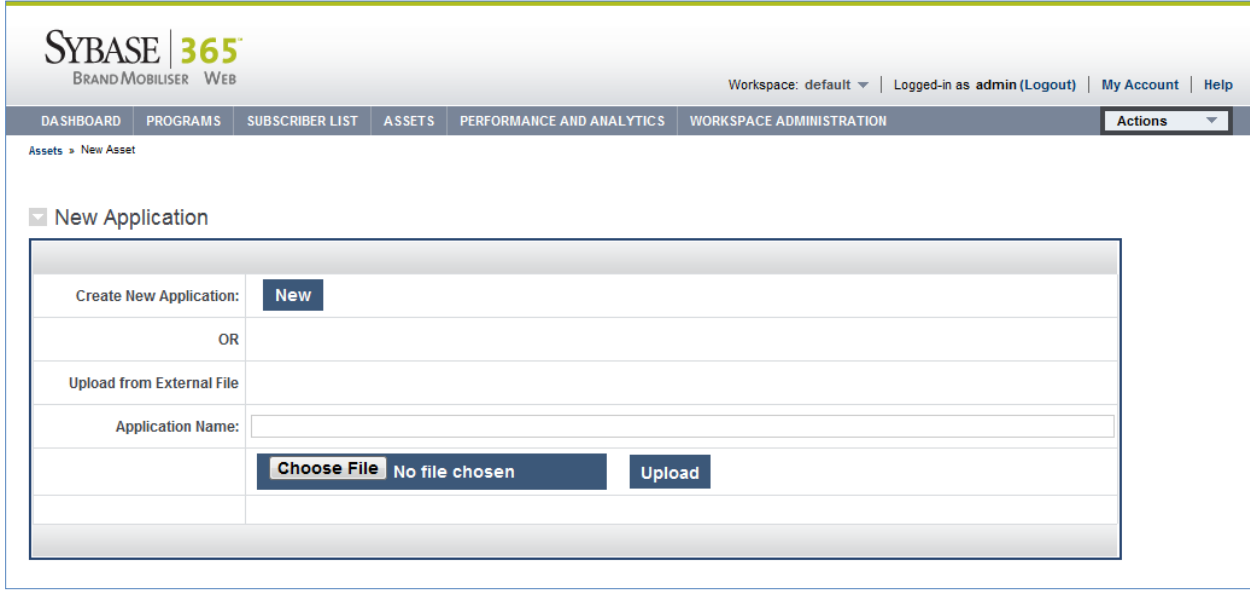 SYBASE 365™
BRAND MOBILISER WEB
Workspace: default Logged-in as admin (Logout) My Account Help
DASHBOARD PROGRAMS SUBSCRIBER LIST ASSETS PERFORMANCE AND ANALYTICS WORKSPACE ADMINISTRATION Actions
Assets » New Asset
New Application
Create New Application: New
OR
Upload from External File
Application Name:
Choose File No file chosen Upload